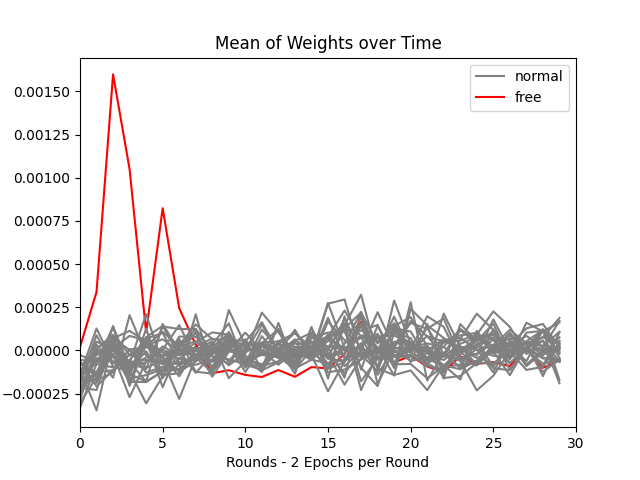 Mean of Weights over Time
normal
free
0.00150
0.00125
0.00100
0.00075
0.00050
0.00025
0.00000
−0.00025
0 5 10 15 20 25 30
Rounds - 2 Epochs per Round